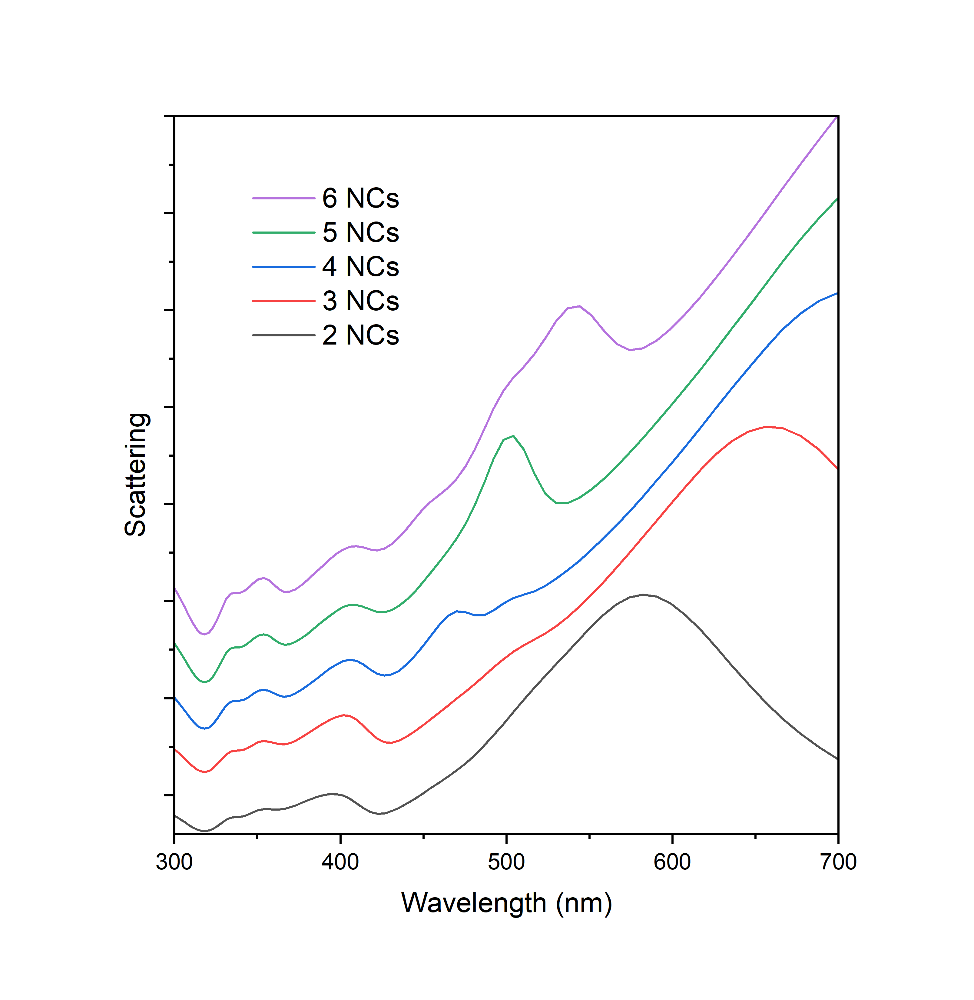 6 NCs
5 NCs
4 NCs
3 NCs
2 NCs
Scattering
300 400 500 600 700
Wavelength (nm)